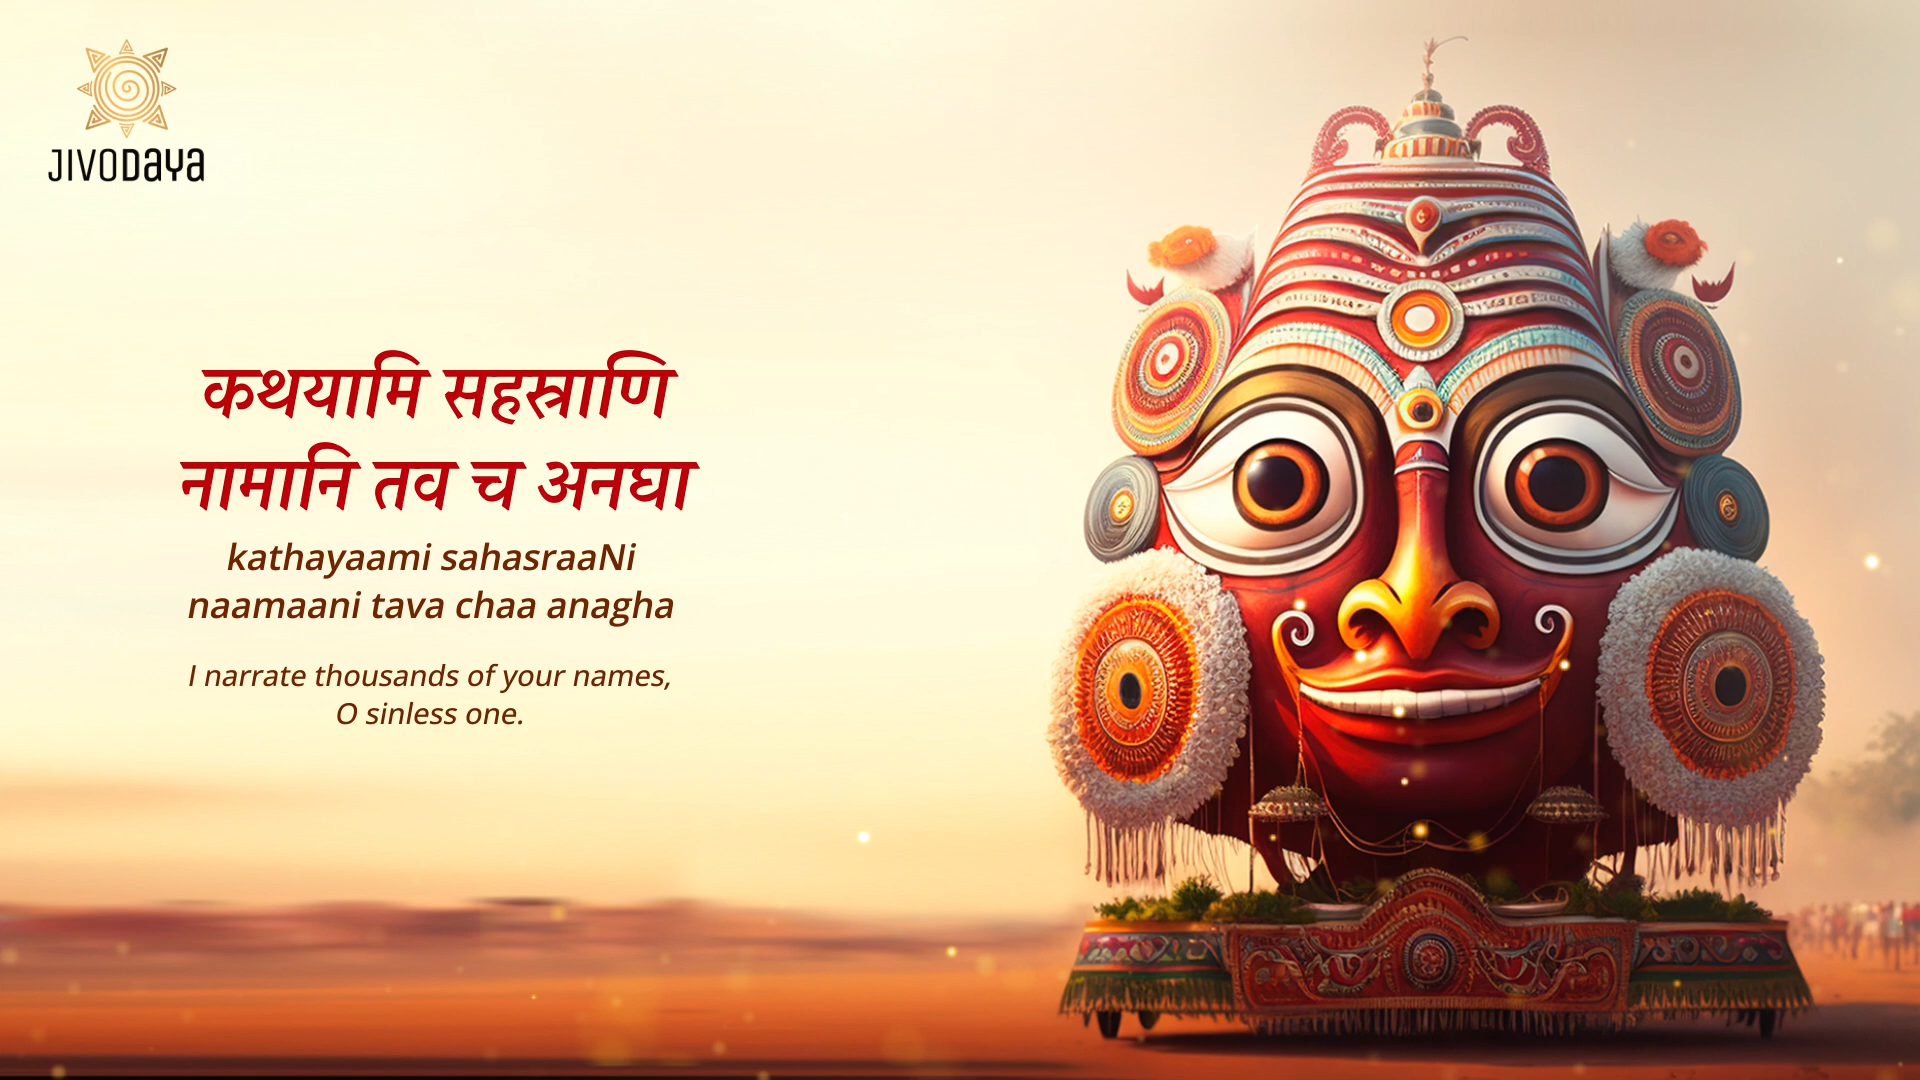 JIVODaYa
कथयामि सहस्राणि
नामानि तव च अनघा
kathayaami sahasraaNi
naamaani tava chaa anagha
I narrate thousands of your names,
O sinless one.